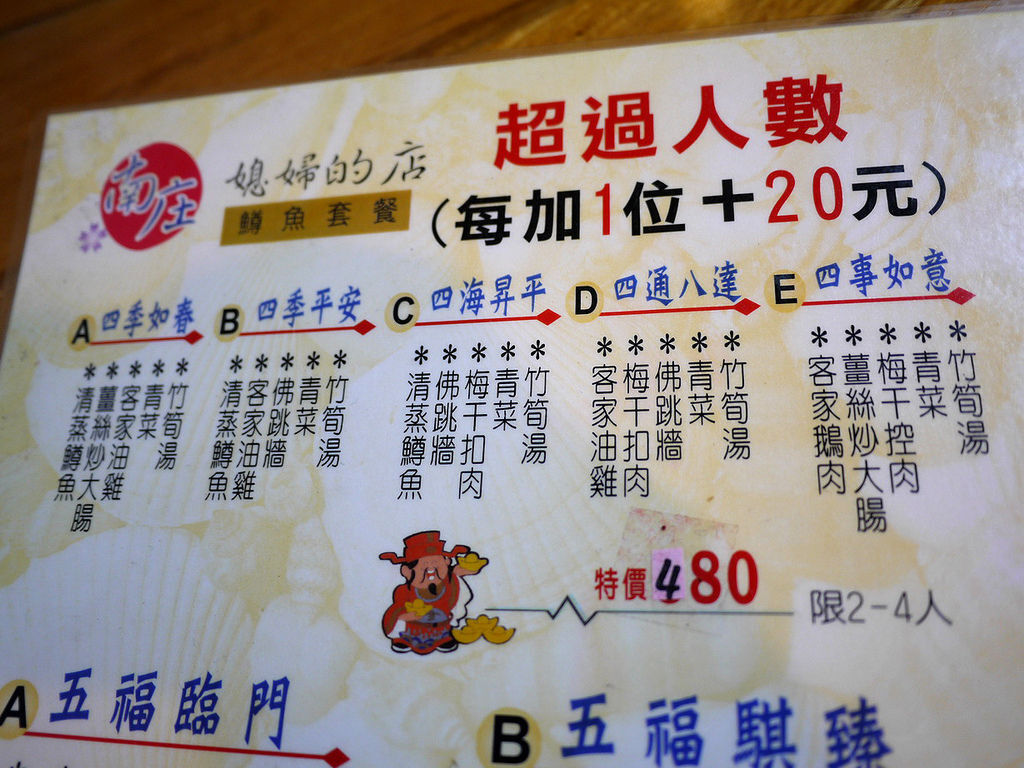 南庄
媳婦的店
鱒魚套餐
超過人數
(每加1位+20元)
A 四季如春
*清蒸鱒魚
*薑絲炒大腸
*客家油雞
*青菜
*竹筍湯
B 四季平安
*清蒸鱒魚
*客家油雞
*佛跳牆
*青菜
*竹筍湯
C 四海昇平
*清蒸鱒魚
*佛跳牆
*梅干扣肉
*青菜
*竹筍湯
D 四通八達
*客家油雞
*梅干扣肉
*佛跳牆
*青菜
*竹筍湯
E 四事如意
*客家鵝肉
*薑絲炒大腸
*梅干控肉
*青菜
*竹筍湯
特價480
限2-4人
A 五福臨門
B 五福騏臻